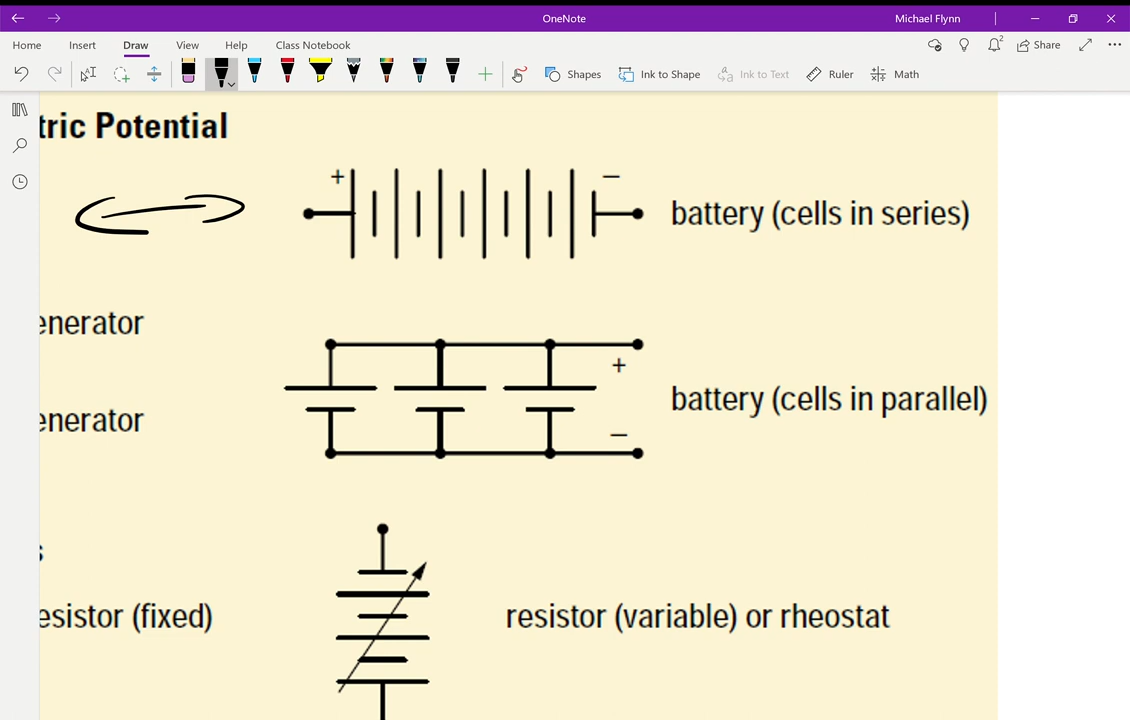 OneNote
Michael Flynn
Home Insert Draw View Help Class Notebook
2
Share
Shapes Ink to Shape Ink to Text Ruler Math
tric Potential
+ −
battery (cells in series)
enerator
+
battery (cells in parallel)
enerator
−
s
esistor (fixed)
resistor (variable) or rheostat